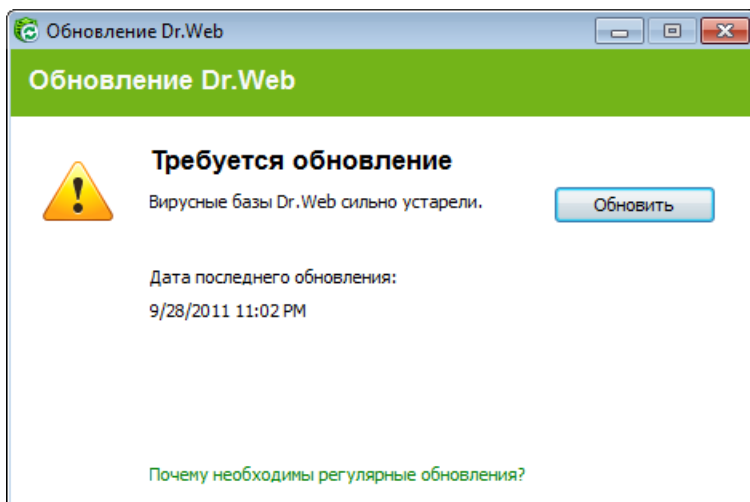 Обновление Dr.Web
Обновление Dr.Web
Требуется обновление
Вирусные базы Dr.Web сильно устарели.
Обновить
Дата последнего обновления:
9/28/2011 11:02 PM
Почему необходимы регулярные обновления?